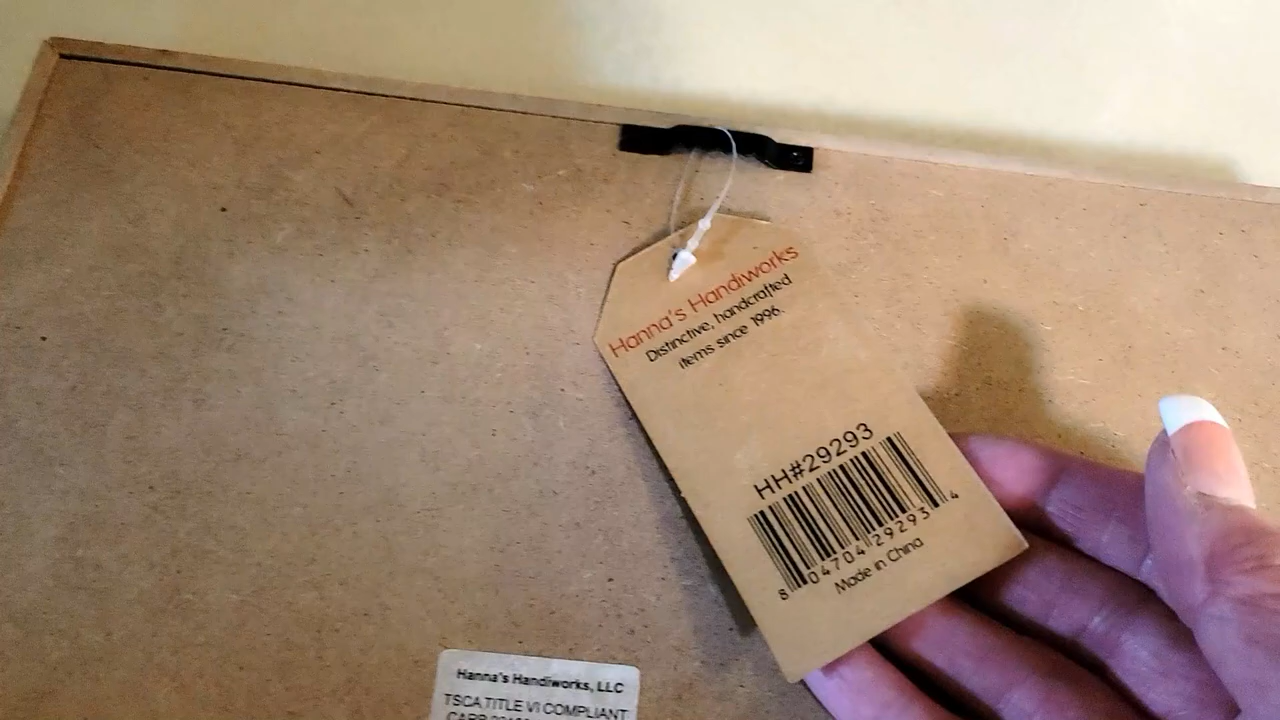 Hanna's Handiworks
Distinctive, handcrafted
items since 1996.
HH#29293
8 04704 29293 4
Made in China
Hanna's Handiworks, LLC
TSCA TITLE VI COMPLIANT
CARB